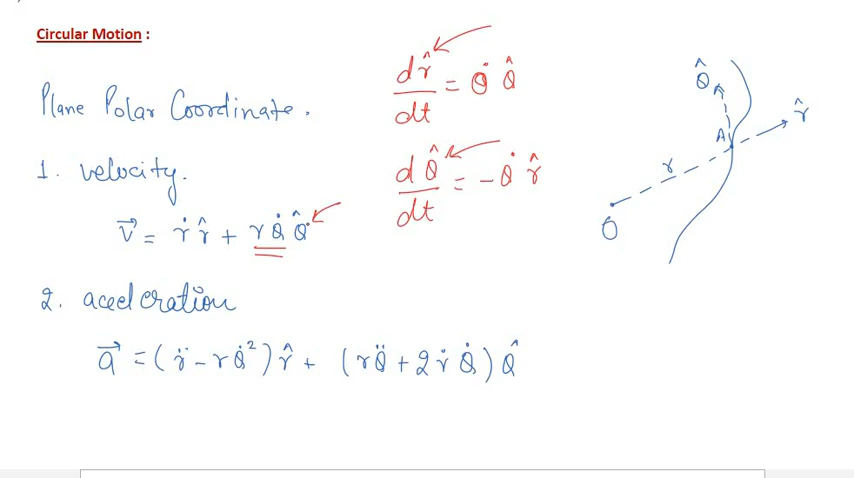 Circular Motion :
Plane Polar Coordinate.
dr̂/dt = θ̇ θ̂
dθ̂/dt = -θ̇ r̂
1. velocity.
v⃗ = ṙ r̂ + r θ̇ θ̂
2. acceleration
a⃗ = ( r̈ - r θ̇² ) r̂ + ( r θ̈ + 2 ṙ θ̇ ) θ̂
θ̂
r̂
A
r
O